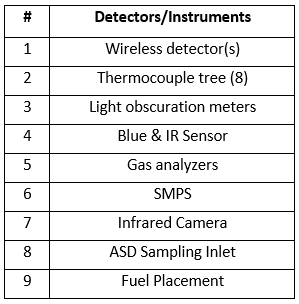 # Detectors/Instruments
1 Wireless detector(s)
2 Thermocouple tree (8)
3 Light obscuration meters
4 Blue & IR Sensor
5 Gas analyzers
6 SMPS
7 Infrared Camera
8 ASD Sampling Inlet
9 Fuel Placement